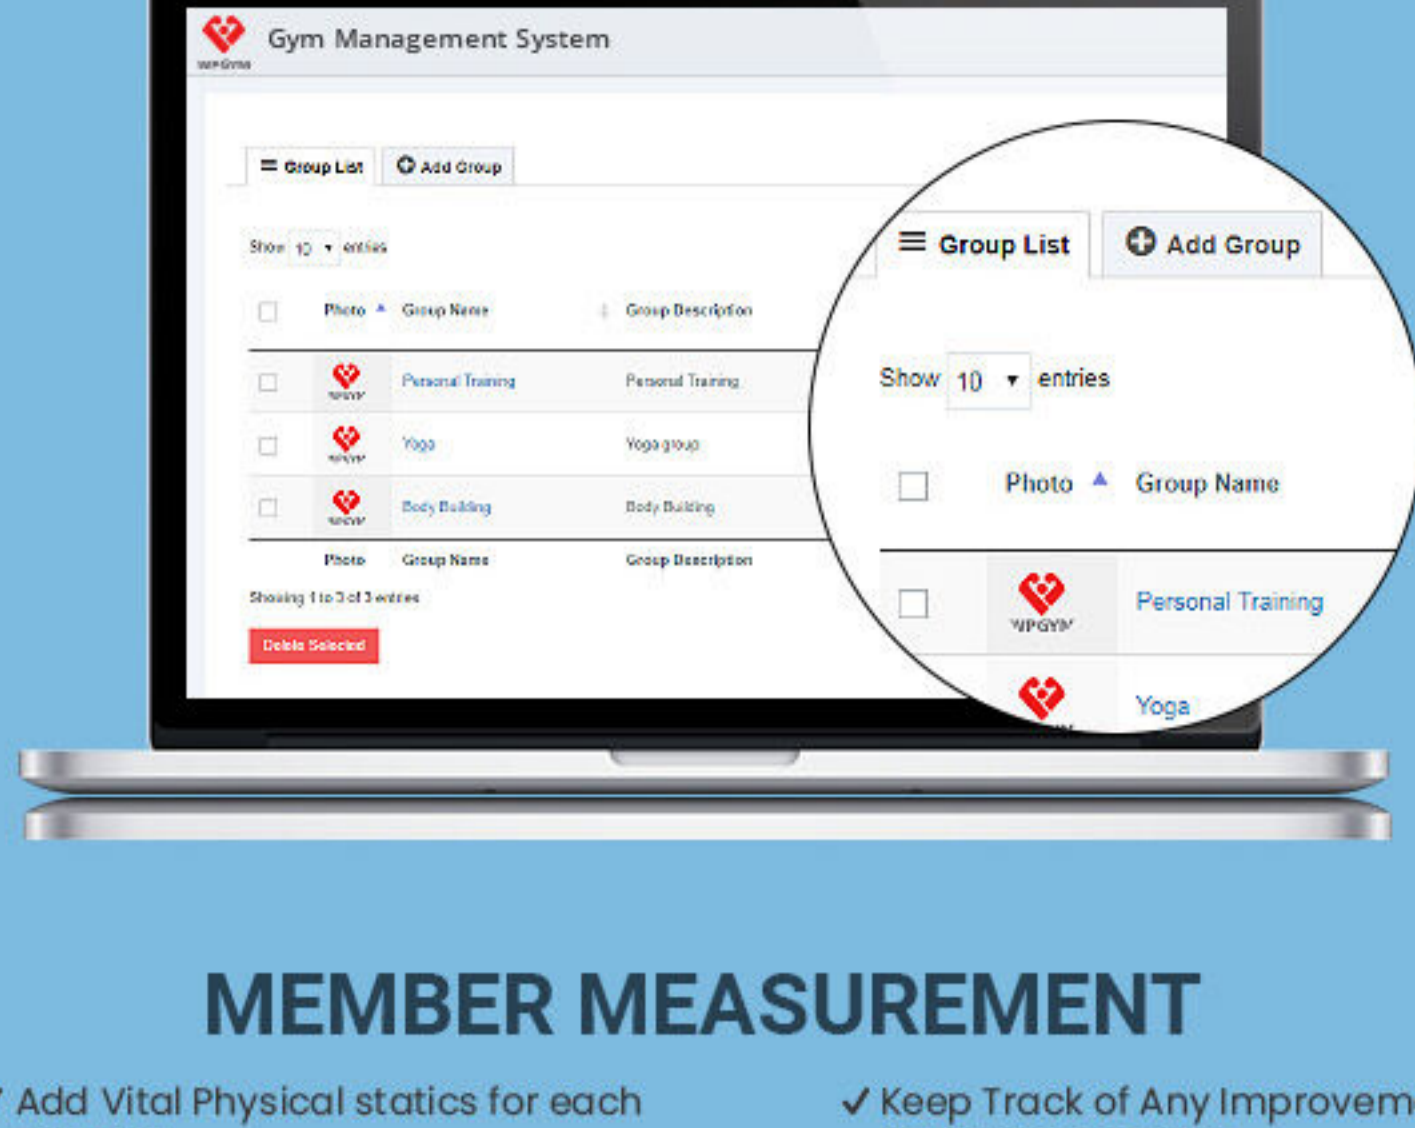 WPGYM
Gym Management System
Group List
Add Group
Show 10 entries
Photo Group Name Group Description
WPGYM
Personal Training Personal Training
WPGYM
Yoga Yoga group
WPGYM
Body Building Body Building
Photo Group Name Group Description
Showing 1 to 3 of 3 entries
Delete Selected
Group List
Add Group
Show 10 entries
Photo Group Name
WPGYM
Personal Training
Yoga
MEMBER MEASUREMENT
✓ Add Vital Physical statics for each
✓ Keep Track of Any Improvem